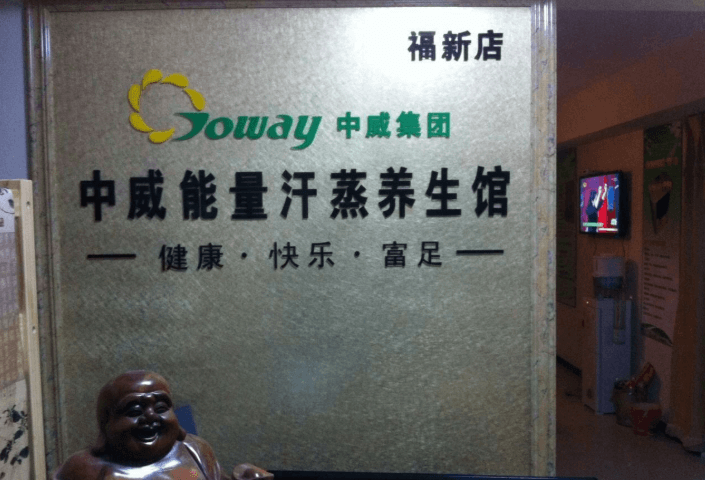 福新店
Goway 中威集团
中威能量汗蒸养生馆
健康·快乐·富足